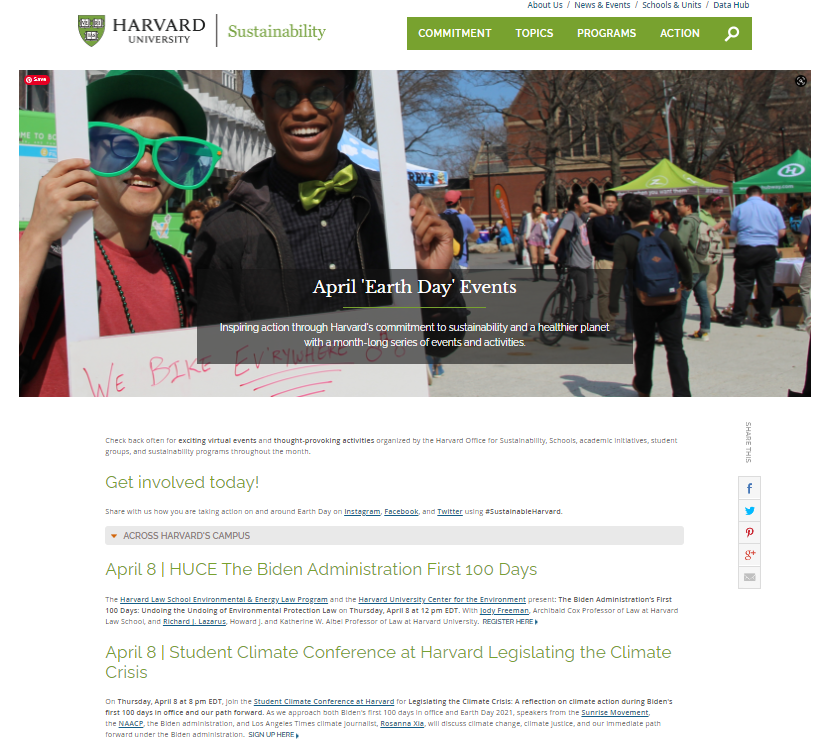 About Us / News & Events / Schools & Units / Data Hub
HARVARD
UNIVERSITY
Sustainability
COMMITMENT TOPICS PROGRAMS ACTION
Save
April 'Earth Day' Events
Inspiring action through Harvard's commitment to sustainability and a healthier planet
with a month-long series of events and activities.
WE BIKE EV'RYWHERE
Check back often for exciting virtual events and thought-provoking activities organized by the Harvard Office for Sustainability, Schools, academic initiatives, student
groups, and sustainability programs throughout the month.
SHARE THIS
Get involved today!
Share with us how you are taking action on and around Earth Day on Instagram, Facebook, and Twitter using #SustainableHarvard.
ACROSS HARVARD'S CAMPUS
April 8 | HUCE The Biden Administration First 100 Days
The Harvard Law School Environmental & Energy Law Program and the Harvard University Center for the Environment present: The Biden Administration's First
100 Days: Undoing the Undoing of Environmental Protection Law on Thursday, April 8 at 12 pm EDT. With Jody Freeman, Archibald Cox Professor of Law at Harvard
Law School, and Richard J. Lazarus, Howard J. and Katherine W. Aibel Professor of Law at Harvard University. REGISTER HERE
April 8 | Student Climate Conference at Harvard Legislating the Climate
Crisis
On Thursday, April 8 at 8 pm EDT, join the Student Climate Conference at Harvard for Legislating the Climate Crisis: A reflection on climate action during Biden's
first 100 days in office and our path forward. As we approach both Biden's first 100 days in office and Earth Day 2021, speakers from the Sunrise Movement,
the NAACP, the Biden administration, and Los Angeles Times climate journalist, Rosanna Xia, will discuss climate change, climate justice, and our immediate path
forward under the Biden administration. SIGN UP HERE